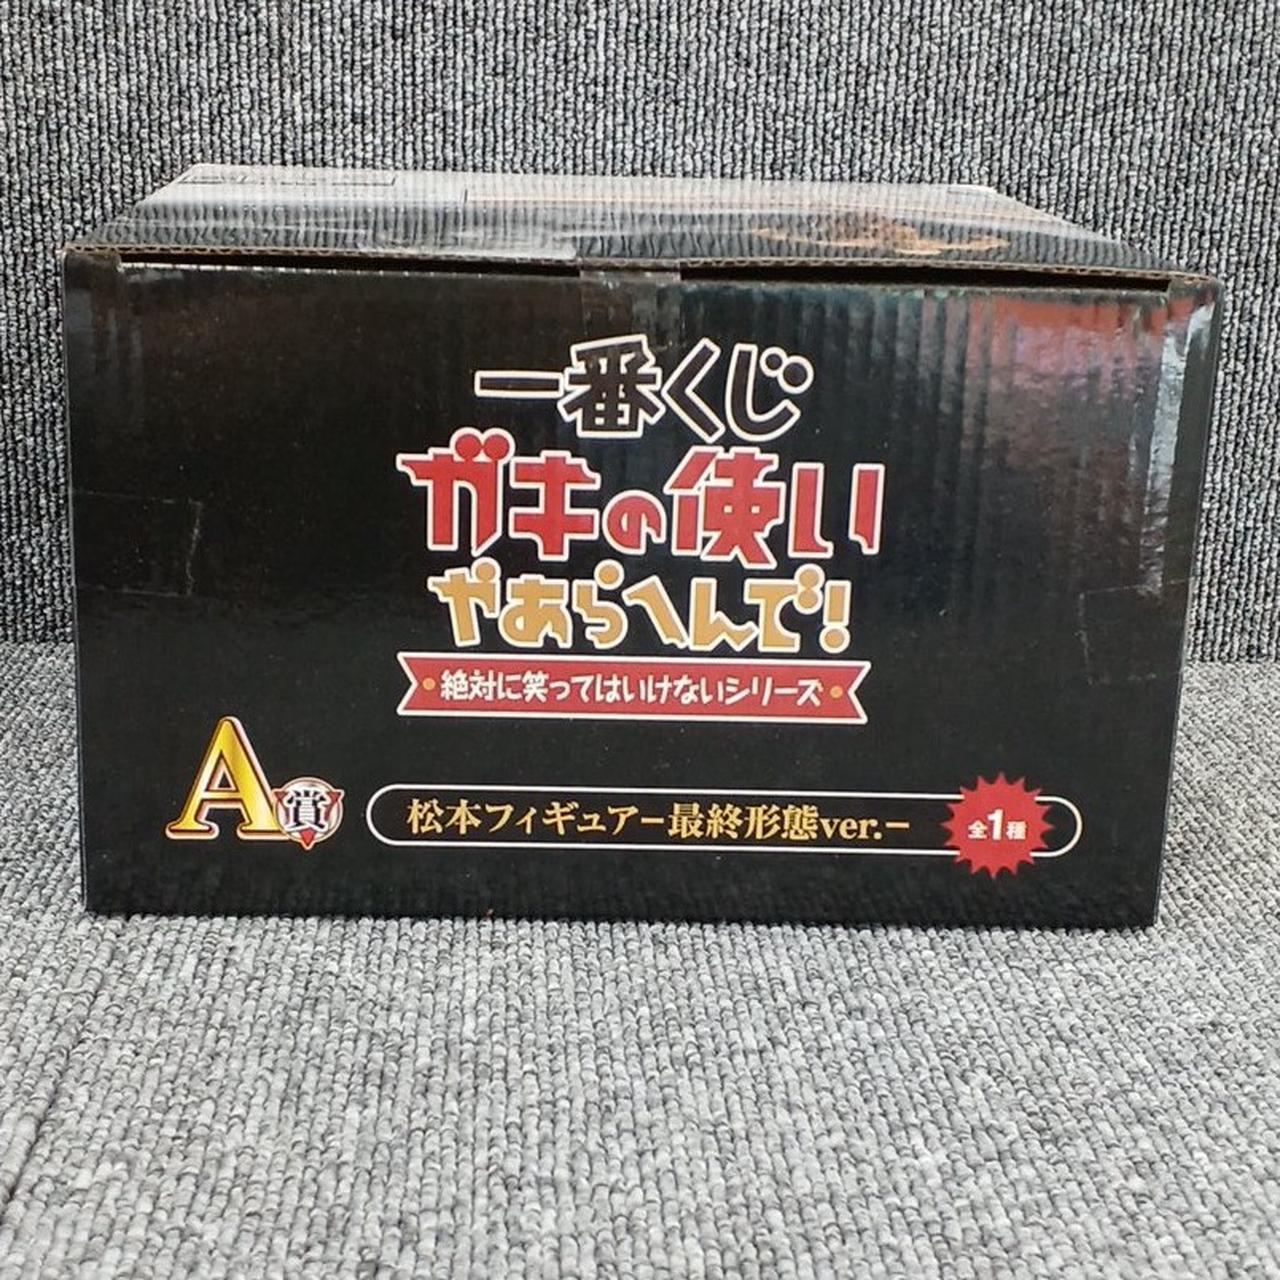 一番くじ
ガキの使い
やあらへんで!
絶対に笑ってはいけないシリーズ
A賞
松本フィギュアー最終形態ver.ー
全1種